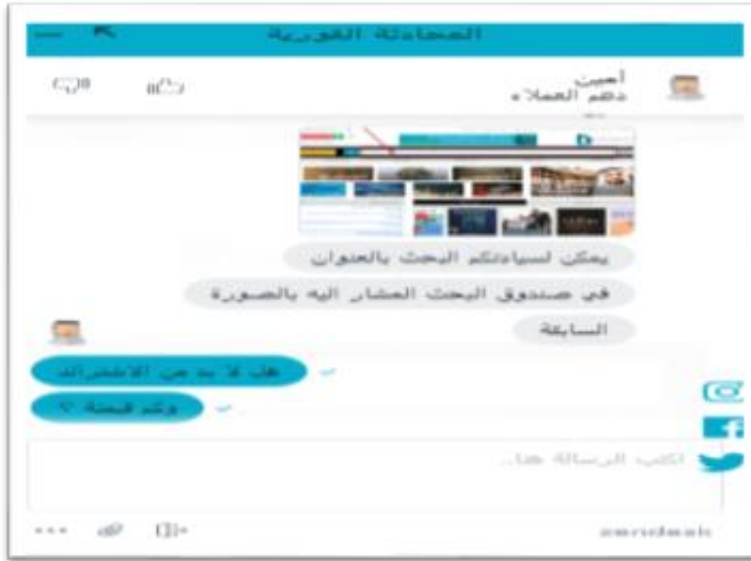 المحادثة الفورية
أمين
دعم العملاء
يمكن لسيادتكم البحث بالعنوان
في صندوق البحث المشار اليه بالصورة
السابقة
هل لا بد من الاشتراك
وكم قيمة ؟
اكتب الرسالة هنا..
zendesk